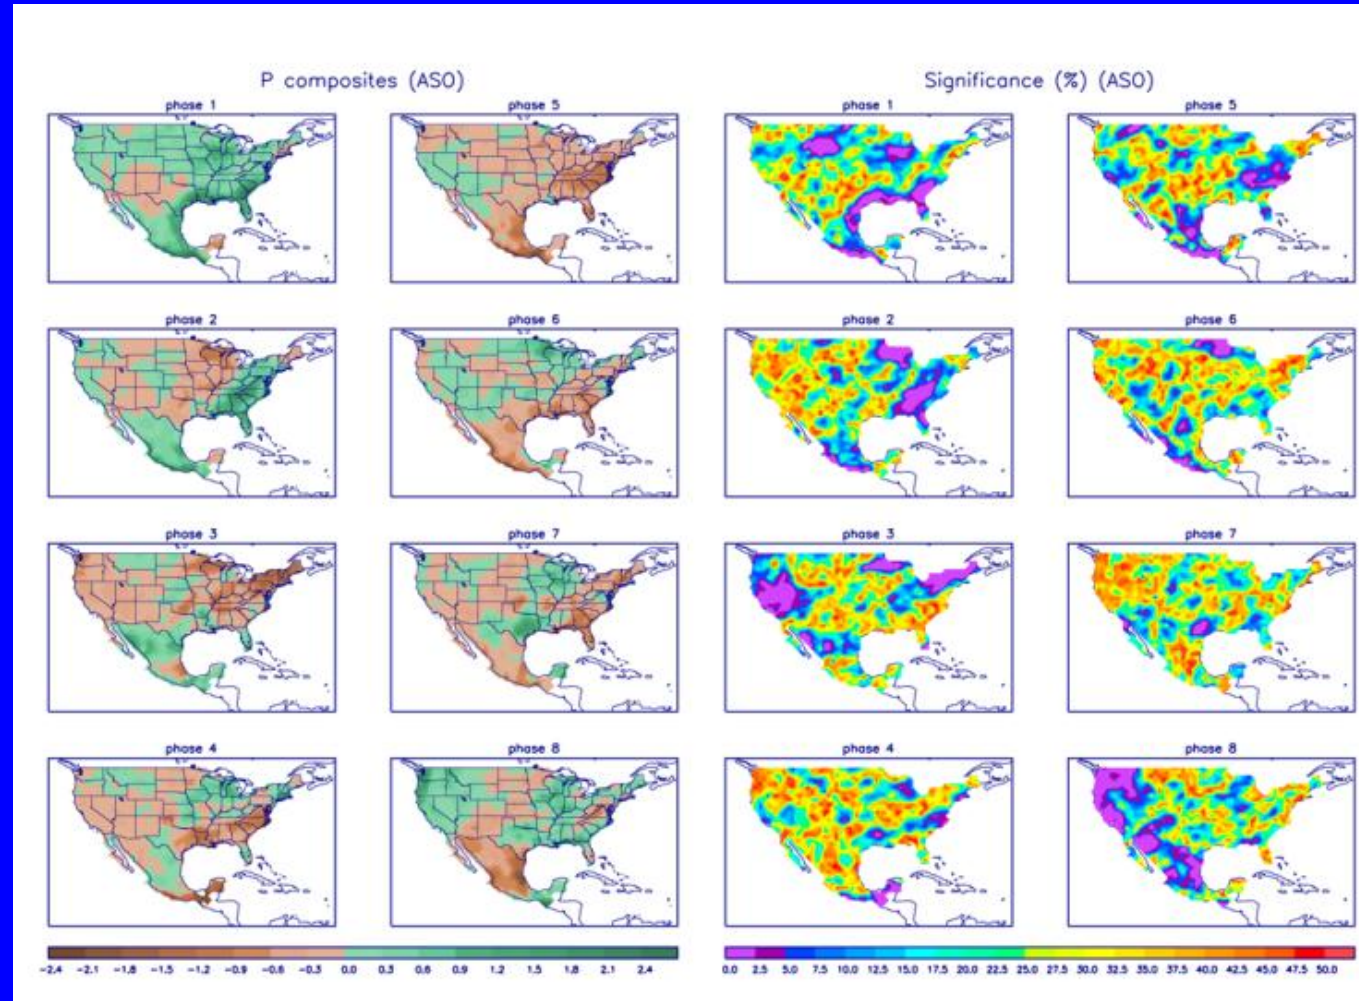 P composites (ASO) Significance (%) (ASO)
phase 1 phase 5 phase 1 phase 5
phase 2 phase 6 phase 2 phase 6
phase 3 phase 7 phase 3 phase 7
phase 4 phase 8 phase 4 phase 8
-2.4 -2.1 -1.8 -1.5 -1.2 -0.9 -0.6 -0.3 0.0 0.3 0.6 0.9 1.2 1.5 1.8 2.1 2.4 0.0 2.5 5.0 7.5 10.0 12.5 15.0 17.5 20.0 22.5 25.0 27.5 30.0 32.5 35.0 37.5 40.0 42.5 45.0 47.5 50.0